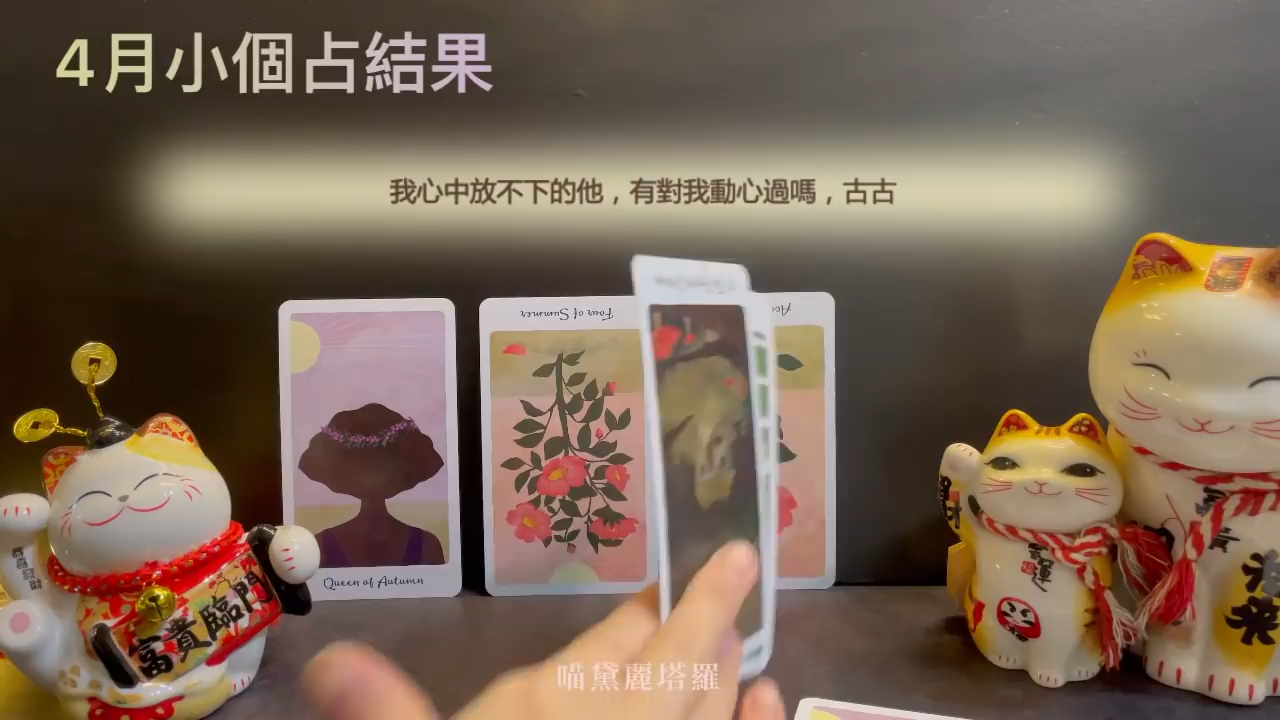 4月小個占結果
我心中放不下的他，有對我動心過嗎，古古
Four of Summer
Queen of Autumn
富貴臨門
喵黛麗塔羅